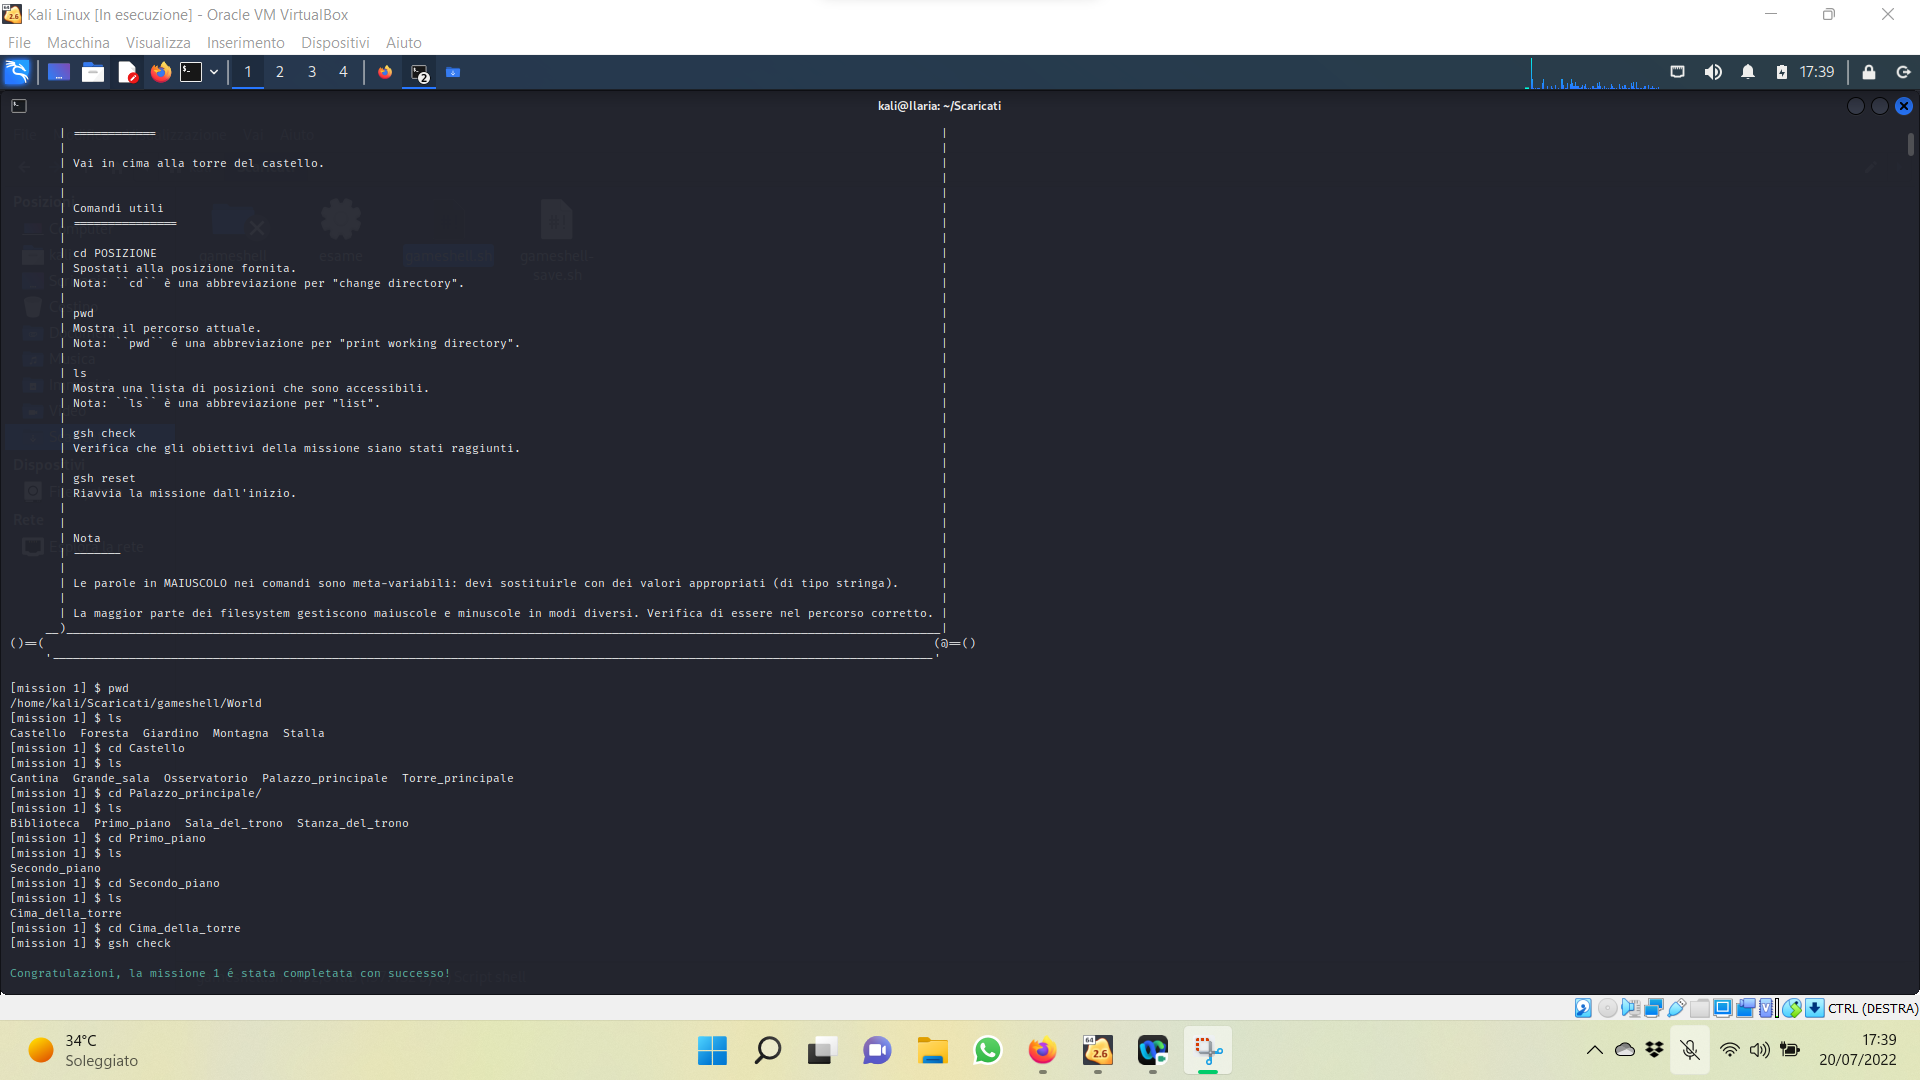 Kali Linux [In esecuzione] - Oracle VM VirtualBox
File Macchina Visualizza Inserimento Dispositivi Aiuto
1 2 3 4 2 17:39
kali@Ilaria: ~/Scaricati
Vai in cima alla torre del castello.
Comandi utili
==============
cd POSIZIONE
Spostati alla posizione fornita.
Nota: ``cd`` è una abbreviazione per "change directory".
pwd
Mostra il percorso attuale.
Nota: ``pwd`` é una abbreviazione per "print working directory".
ls
Mostra una lista di posizioni che sono accessibili.
Nota: ``ls`` è una abbreviazione per "list".
gsh check
Verifica che gli obiettivi della missione siano stati raggiunti.
gsh reset
Riavvia la missione dall'inizio.
Nota
Le parole in MAIUSCOLO nei comandi sono meta-variabili: devi sostituirle con dei valori appropriati (di tipo stringa).
La maggior parte dei filesystem gestiscono maiuscole e minuscole in modi diversi. Verifica di essere nel percorso corretto.
[mission 1] $ pwd
/home/kali/Scaricati/gameshell/World
[mission 1] $ ls
Castello Foresta Giardino Montagna Stalla
[mission 1] $ cd Castello
[mission 1] $ ls
Cantina Grande_sala Osservatorio Palazzo_principale Torre_principale
[mission 1] $ cd Palazzo_principale/
[mission 1] $ ls
Biblioteca Primo_piano Sala_del_trono Stanza_del_trono
[mission 1] $ cd Primo_piano
[mission 1] $ ls
Secondo_piano
[mission 1] $ cd Secondo_piano
[mission 1] $ ls
Cima_della_torre
[mission 1] $ cd Cima_della_torre
[mission 1] $ gsh check
Congratulazioni, la missione 1 é stata completata con successo!
CTRL (DESTRA)
34°C
Soleggiato
17:39
20/07/2022